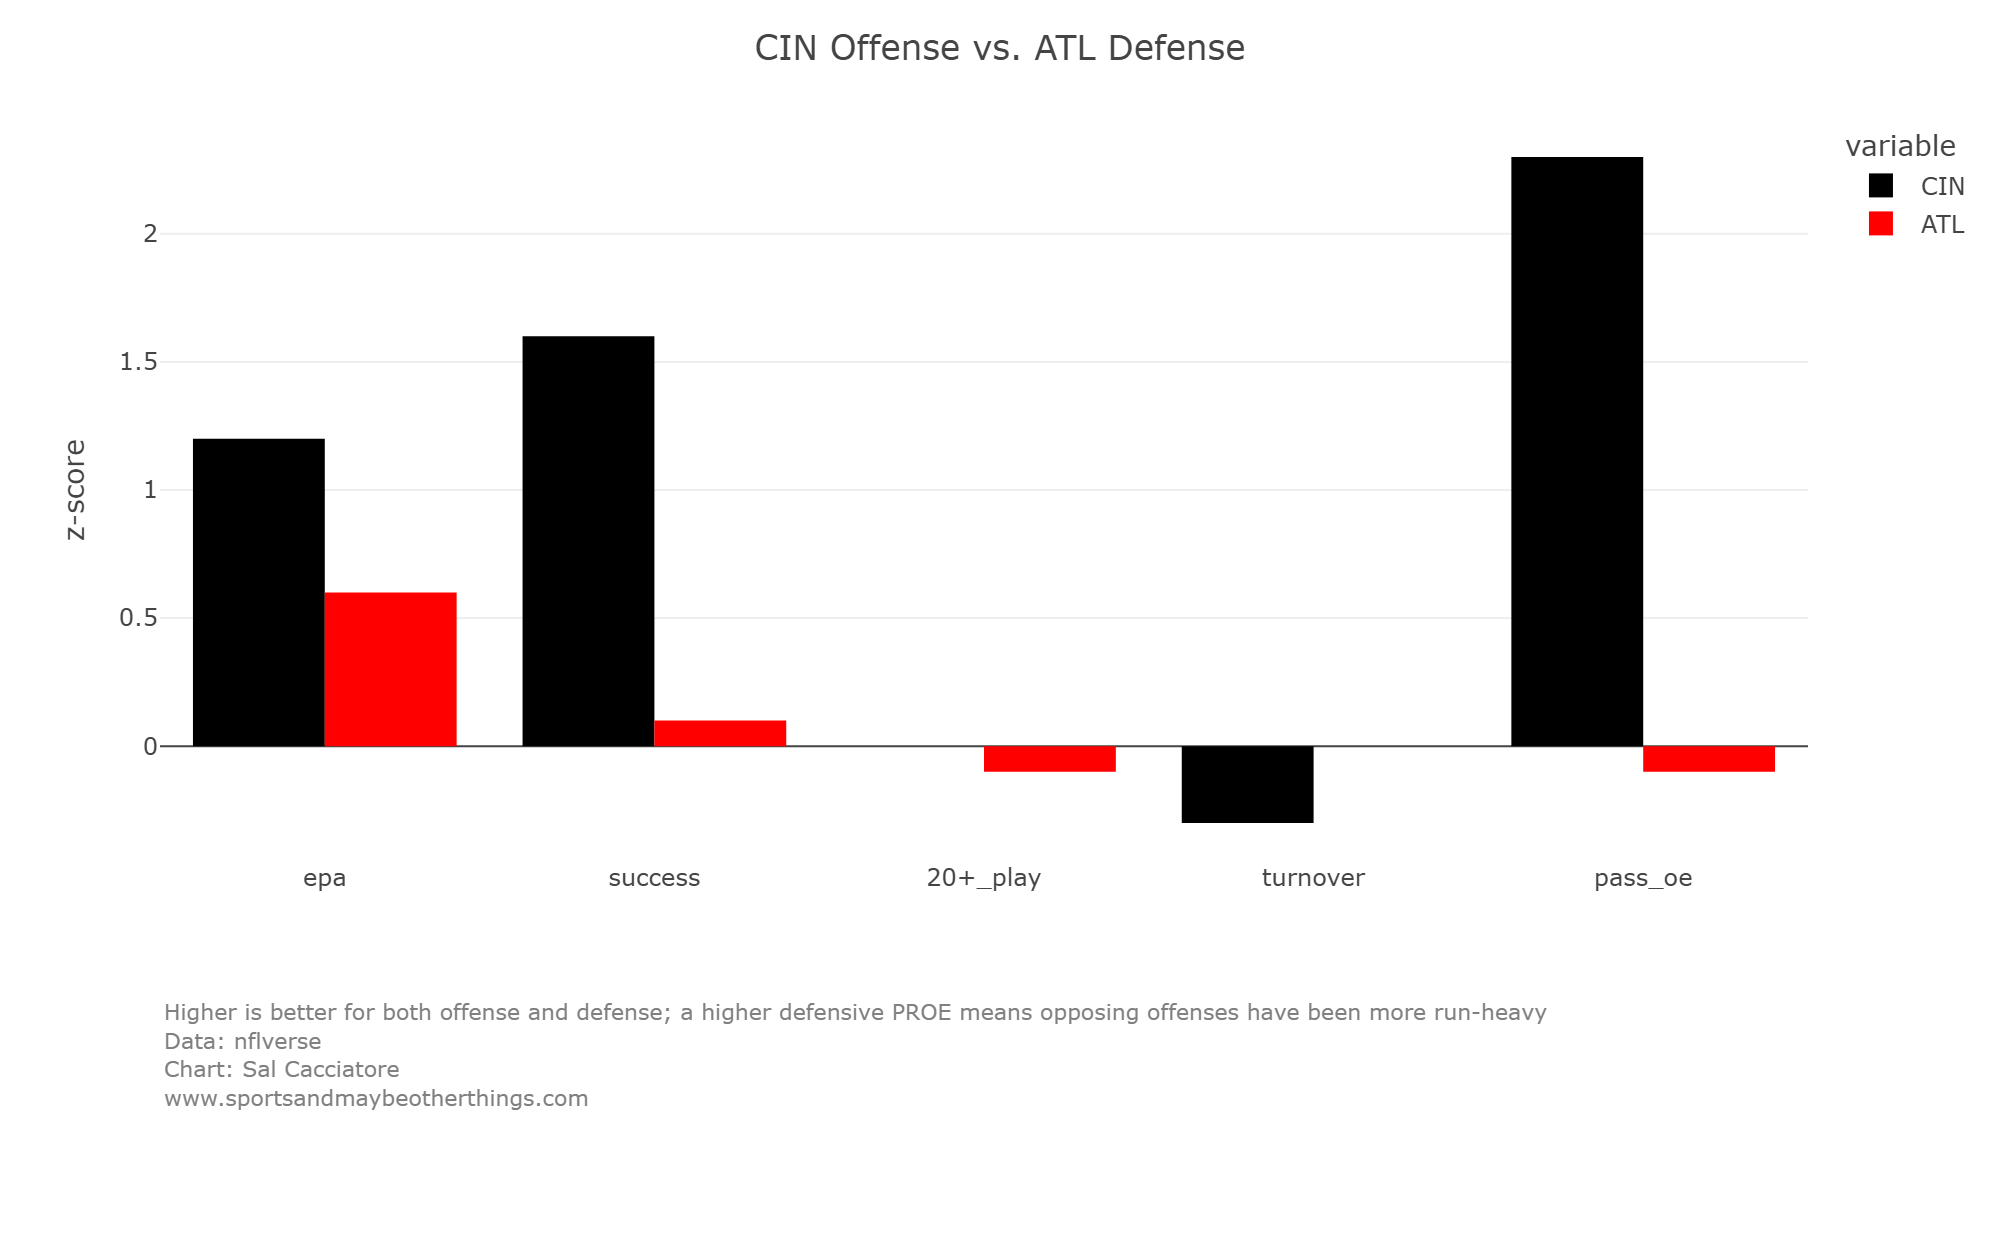 CIN Offense vs. ATL Defense
variable
CIN
ATL
z-score
2
1.5
1
0.5
0
epa
success
20+_play
turnover
pass_oe
Higher is better for both offense and defense; a higher defensive PROE means opposing offenses have been more run-heavy
Data: nflverse
Chart: Sal Cacciatore
www.sportsandmaybeotherthings.com